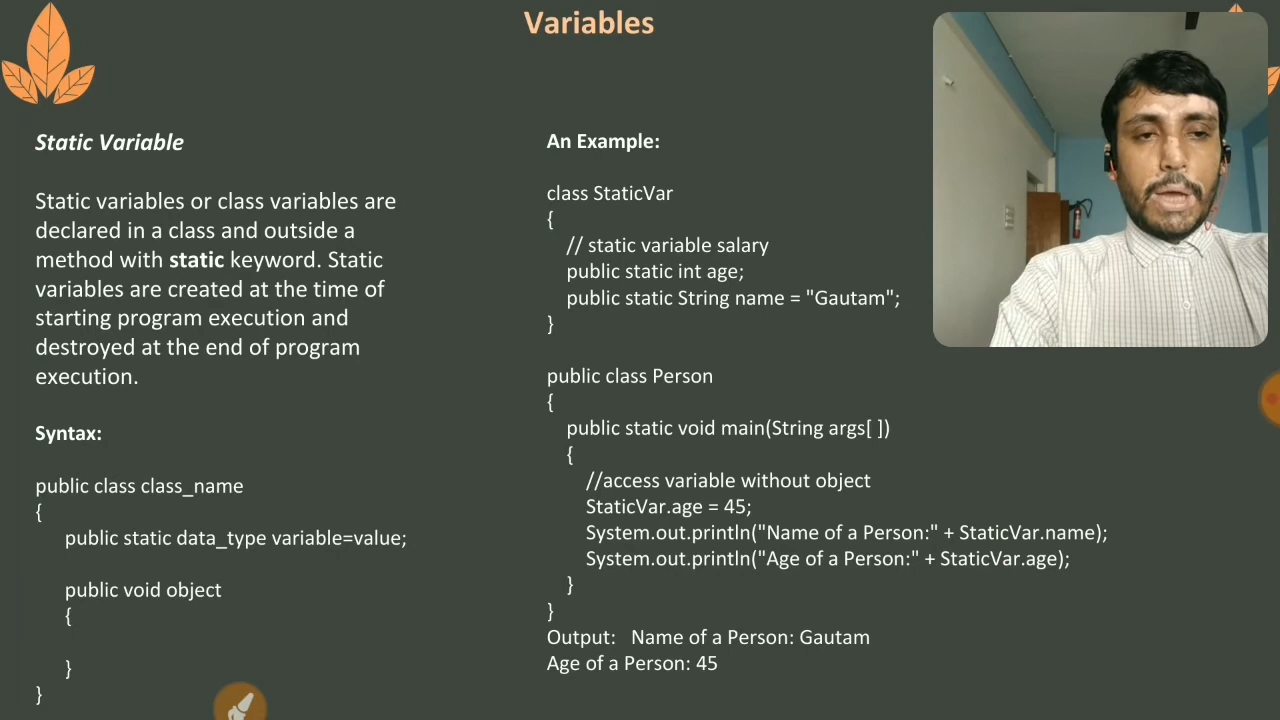 Variables
Static Variable
Static variables or class variables are
declared in a class and outside a
method with static keyword. Static
variables are created at the time of
starting program execution and
destroyed at the end of program
execution.
Syntax:
public class class_name
{
public static data_type variable=value;
public void object
{
}
}
An Example:
class StaticVar
{
// static variable salary
public static int age;
public static String name = "Gautam";
}
public class Person
{
public static void main(String args[ ])
{
//access variable without object
StaticVar.age = 45;
System.out.println("Name of a Person:" + StaticVar.name);
System.out.println("Age of a Person:" + StaticVar.age);
}
}
Output:   Name of a Person: Gautam
Age of a Person: 45